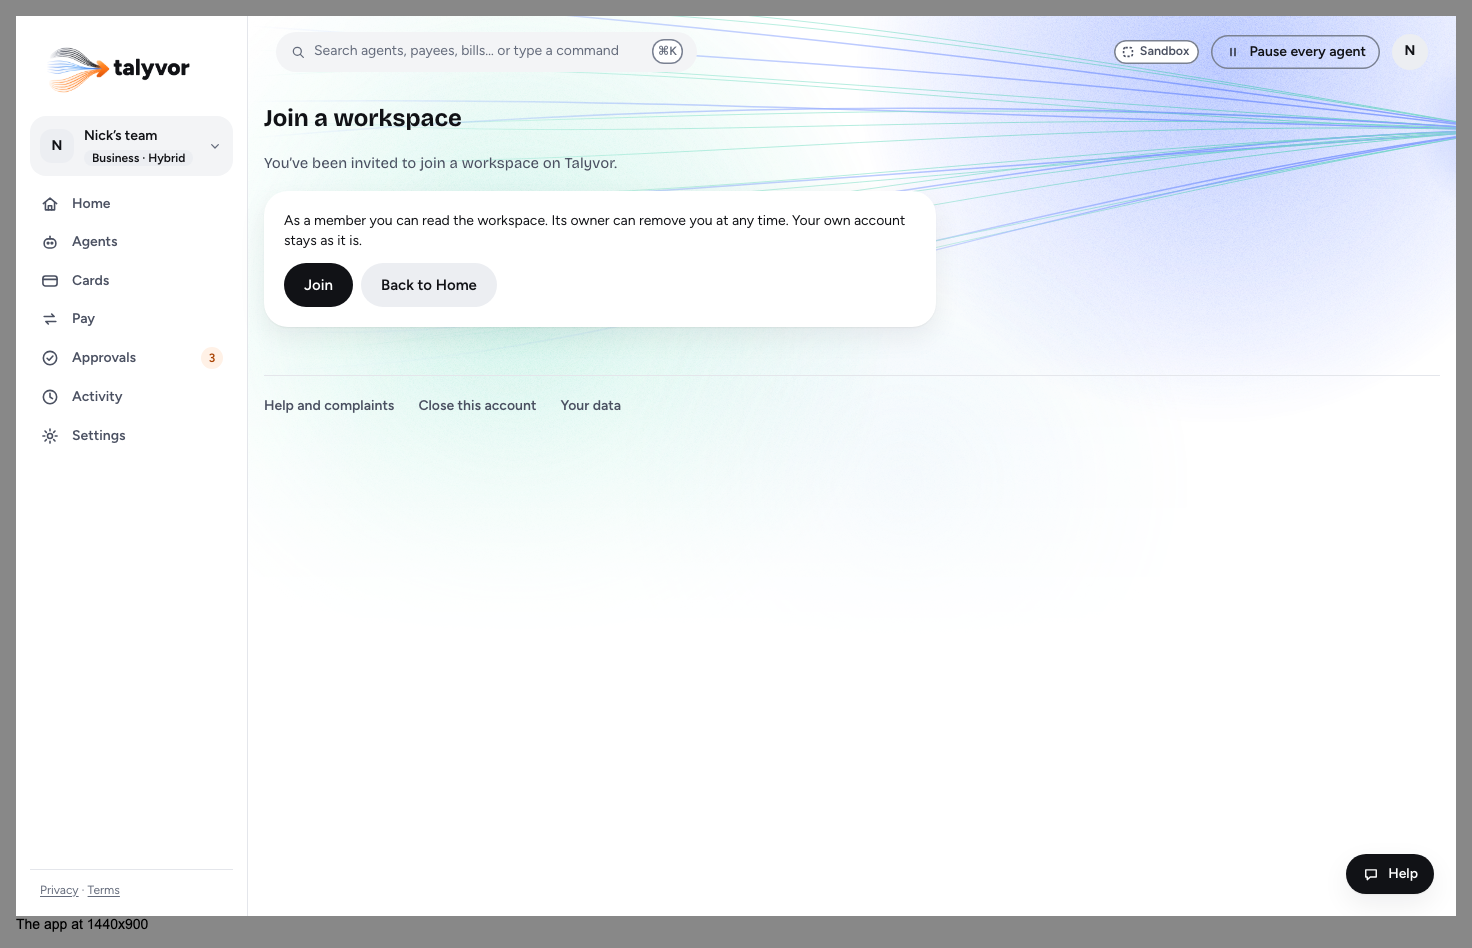 talyvor
Search agents, payees, bills... or type a command
⌘K
Sandbox
Pause every agent
N
N
Nick's team
Business · Hybrid
Home
Agents
Cards
Pay
Approvals
3
Activity
Settings
Join a workspace
You've been invited to join a workspace on Talyvor.
As a member you can read the workspace. Its owner can remove you at any time. Your own account
stays as it is.
Join
Back to Home
Help and complaints
Close this account
Your data
Privacy · Terms
Help
The app at 1440x900